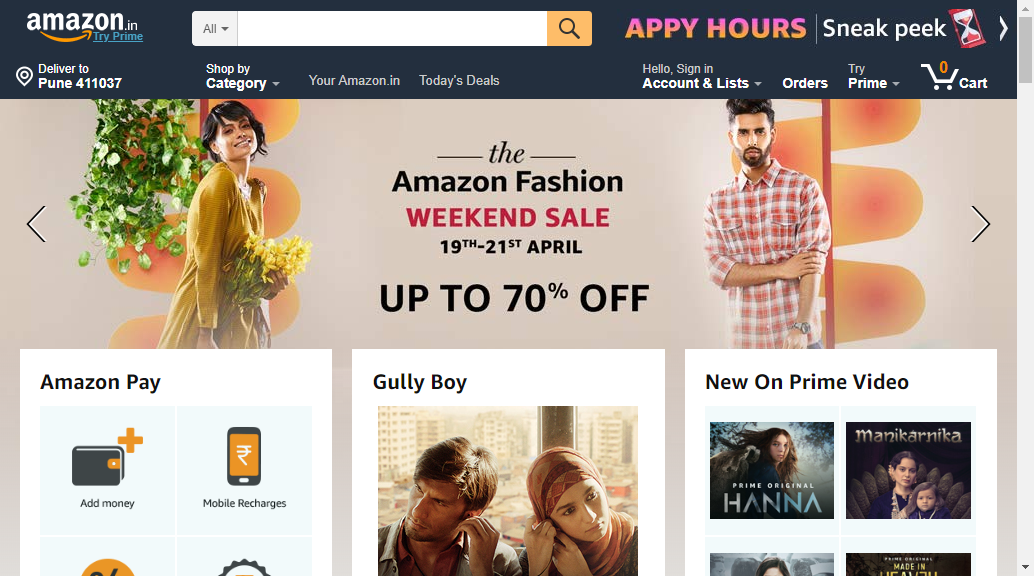 amazon.in
Try Prime
All
APPY HOURS
Sneak peek
Deliver to
Pune 411037
Shop by
Category
Your Amazon.in
Today's Deals
Hello, Sign in
Account & Lists
Orders
Try
Prime
0
Cart
the
Amazon Fashion
WEEKEND SALE
19TH-21ST APRIL
UP TO 70% OFF
Amazon Pay
Add money
₹
Mobile Recharges
%
Gully Boy
New On Prime Video
PRIME ORIGINAL
HANNA
Manikarnika
PRIME ORIGINAL
MADE IN
HEAVEN